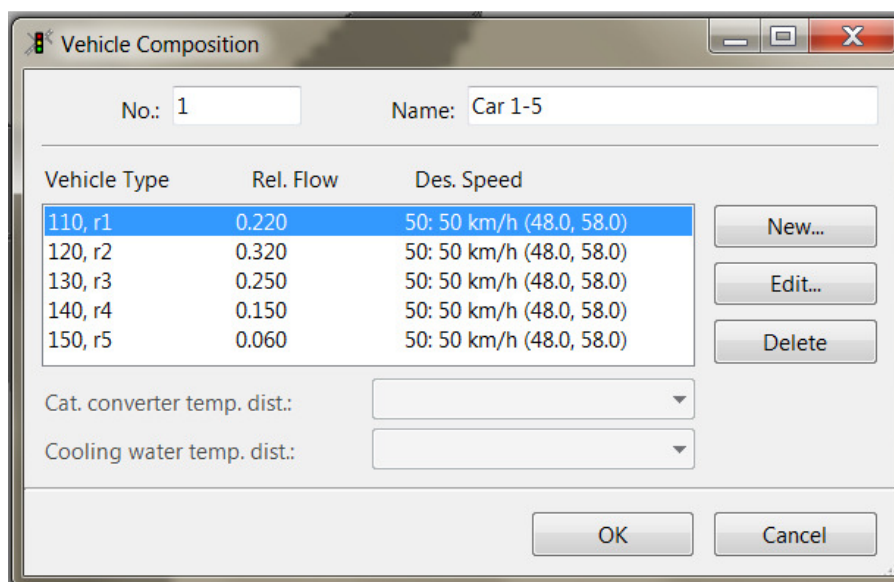 Vehicle Composition
No.: 1 Name: Car 1-5
Vehicle Type Rel. Flow Des. Speed
110, r1 0.220 50: 50 km/h (48.0, 58.0)
120, r2 0.320 50: 50 km/h (48.0, 58.0)
130, r3 0.250 50: 50 km/h (48.0, 58.0)
140, r4 0.150 50: 50 km/h (48.0, 58.0)
150, r5 0.060 50: 50 km/h (48.0, 58.0)
New...
Edit...
Delete
Cat. converter temp. dist.:
Cooling water temp. dist.:
OK Cancel